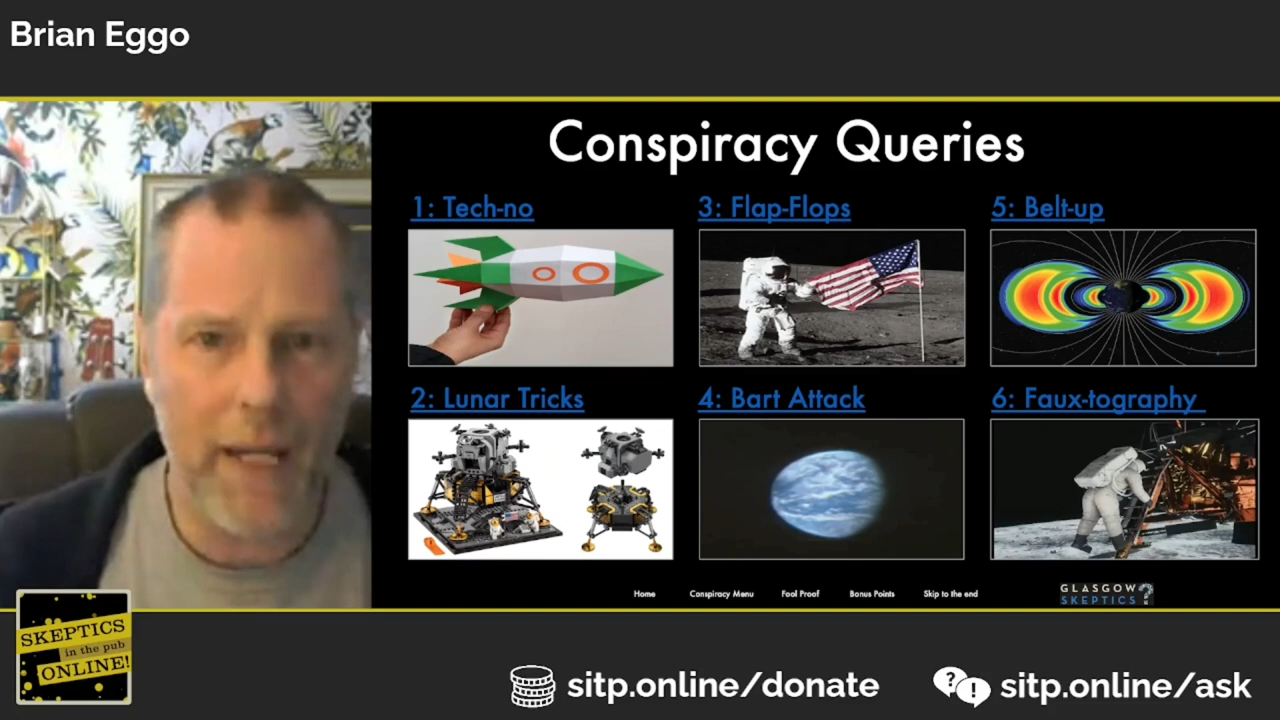 Brian Eggo
Conspiracy Queries
1: Tech-no
3: Flap-Flops
5: Belt-up
2: Lunar Tricks
4: Bart Attack
6: Faux-tography
Home
Conspiracy Menu
Fool Proof
Bonus Points
Skip to the end
GLASGOW
SKEPTICS
?
SKEPTICS
in the pub
ONLINE!
sitp.online/donate
sitp.online/ask